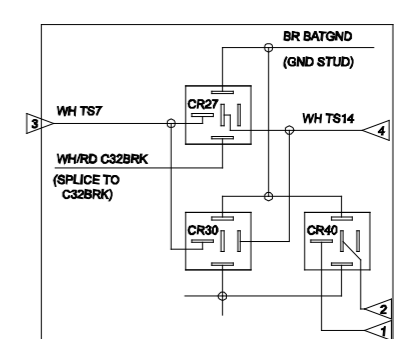 BR BATGND
(GND STUD)
CR27
WH TS7
3
WH TS14
4
WH/RD C32BRK
(SPLICE TO
C32BRK)
CR30
CR40
2
1